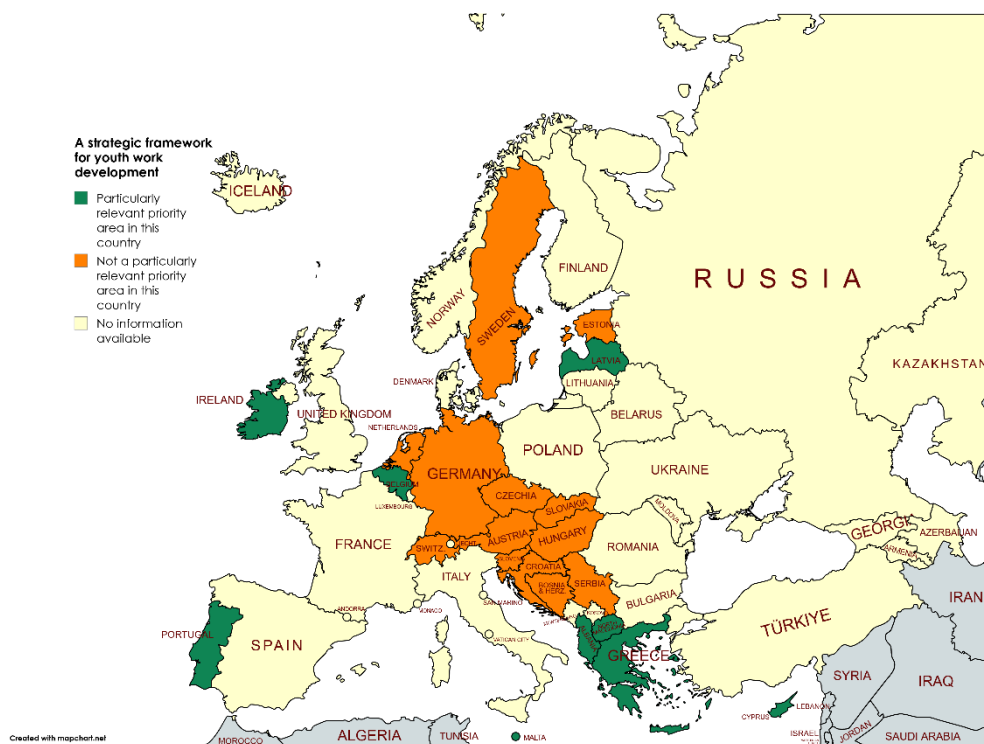 A strategic framework
for youth work
development
Particularly
relevant priority
area in this
country
Not a particularly
relevant priority
area in this
country
No information
available
ICELAND
RUSSIA
FINLAND
NORWAY
SWEDEN
ESTONIA
LATVIA
KAZAKHSTAN
DENMARK
LITHUANIA
IRELAND
UNITED KINGDOM
BELARUS
NETHERLANDS
POLAND
GERMANY
UKRAINE
BELGIUM
CZECHIA
LUXEMBOURG
SLOVAKIA
MOLDOVA
AUSTRIA
HUNGARY
FRANCE
SWITZ.
ROMANIA
GEORGI
AZERBAIJAN
ARMENIA
SLOVENIA
CROATIA
ITALY
BOSNIA
& HERZ.
SERBIA
SAN MARINO
MONACO
ANDORRA
BULGARIA
IRAN
PORTUGAL
SPAIN
VATICAN CITY
ALBANIA
GREECE
TÜRKIYE
SYRIA
IRAQ
CYPRUS
LEBANON
ISRAEL
JORDAN
SAUDI ARABIA
MALTA
MOROCCO
ALGERIA
TUNISIA
Created with mapchart.net